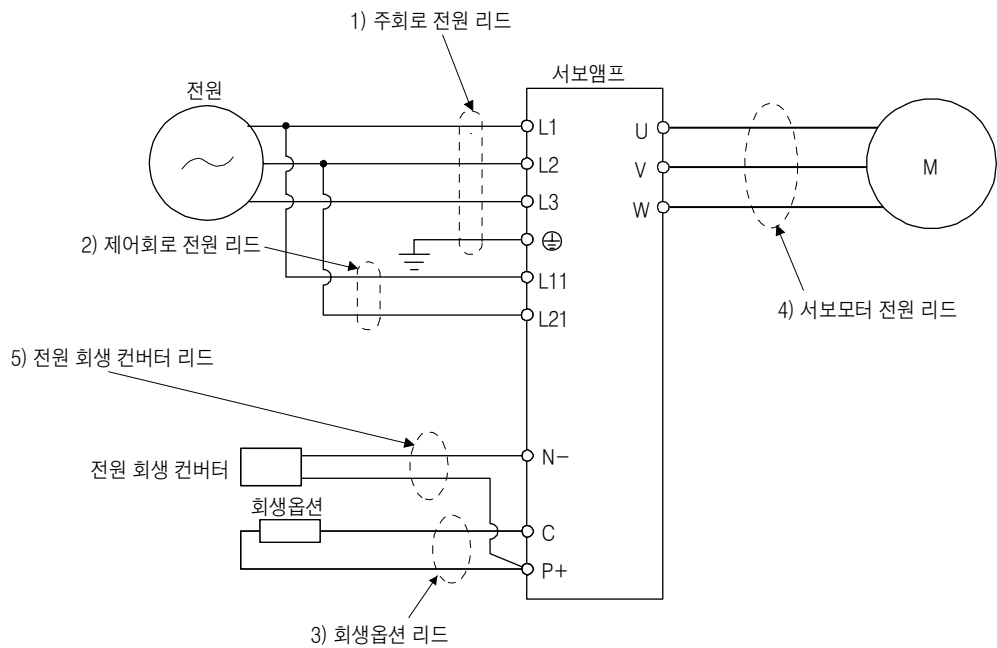 1) 주회로 전원 리드
서보앰프
전원
L1
U
L2
V
M
L3
W
2) 제어회로 전원 리드
L11
L21
4) 서보모터 전원 리드
5) 전원 회생 컨버터 리드
N−
전원 회생 컨버터
회생옵션
C
P+
3) 회생옵션 리드